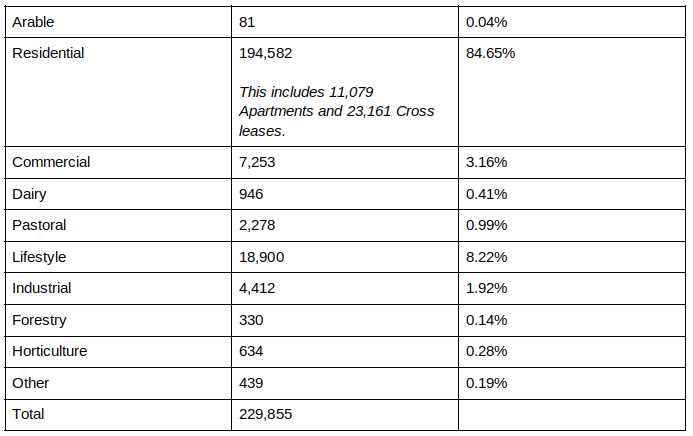 Arable 81 0.04%
Residential 194,582 84.65%
This includes 11,079
Apartments and 23,161 Cross
leases.
Commercial 7,253 3.16%
Dairy 946 0.41%
Pastoral 2,278 0.99%
Lifestyle 18,900 8.22%
Industrial 4,412 1.92%
Forestry 330 0.14%
Horticulture 634 0.28%
Other 439 0.19%
Total 229,855